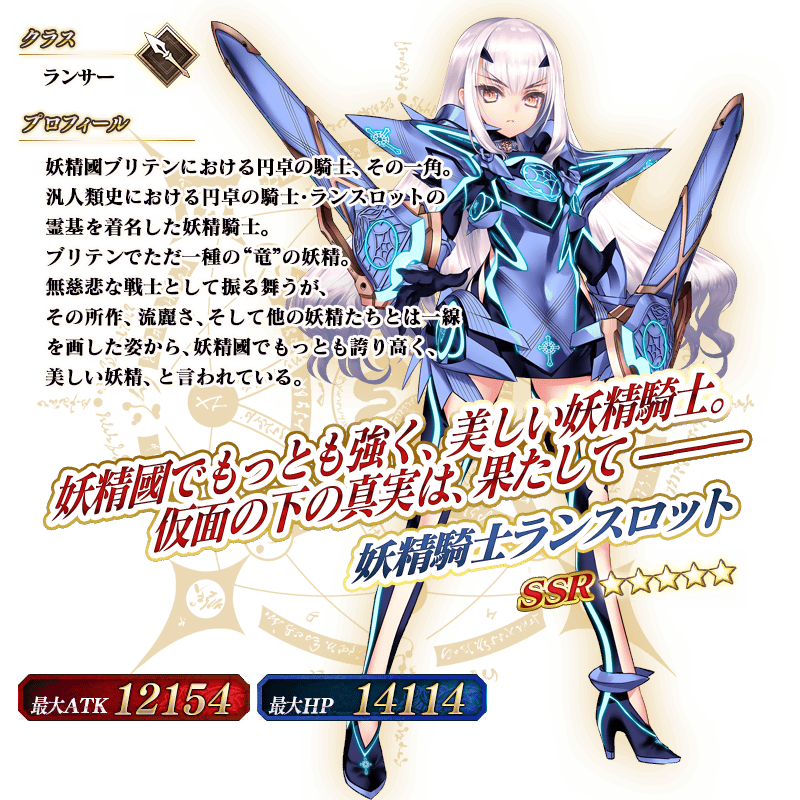 クラス
ランサー
プロフィール
妖精國ブリテンにおける円卓の騎士、その一角。
汎人類史における円卓の騎士・ランスロットの
霊基を着名した妖精騎士。
ブリテンでただ一種の“竜”の妖精。
無慈悲な戦士として振る舞うが、
その所作、流麗さ、そして他の妖精たちとは一線
を画した姿から、妖精國でもっとも誇り高く、
美しい妖精、と言われている。
妖精國でもっとも強く、美しい妖精騎士。
仮面の下の真実は、果たして――
妖精騎士ランスロット
SSR ☆☆☆☆☆
最大ATK 12154
最大HP 14114